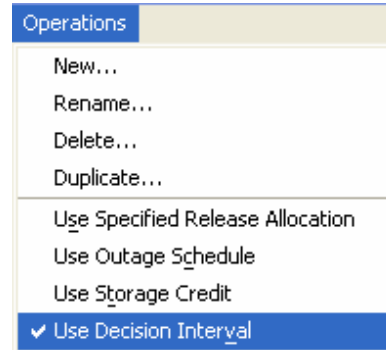 Operations
New...
Rename...
Delete...
Duplicate...
Use Specified Release Allocation
Use Outage Schedule
Use Storage Credit
✓ Use Decision Interval